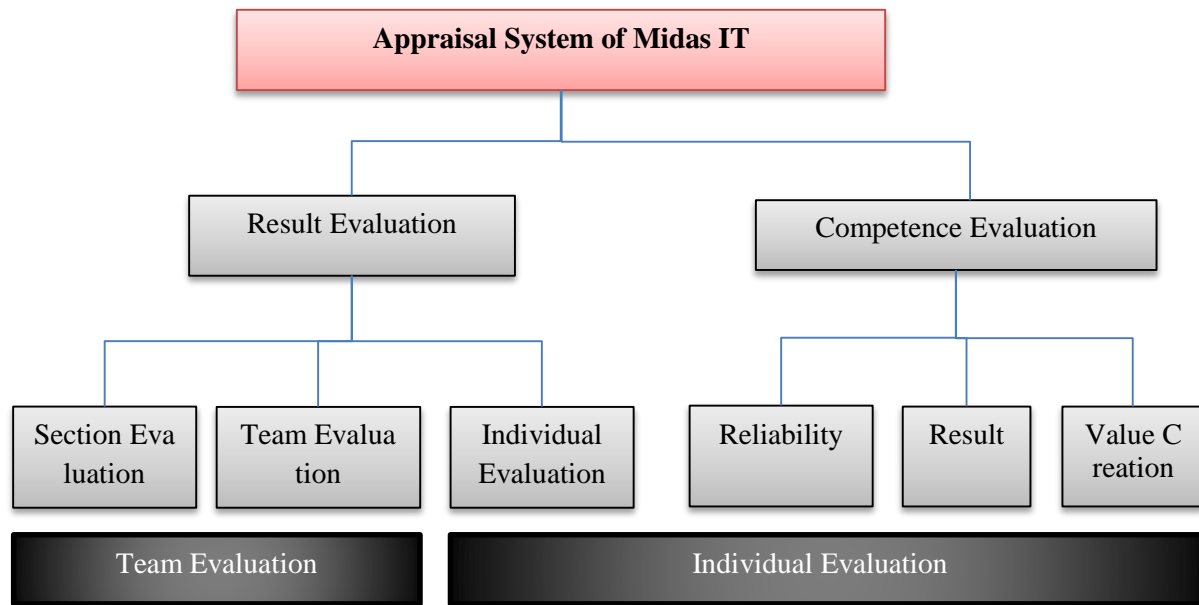 Appraisal System of Midas IT
Result Evaluation
Competence Evaluation
Section Eva
luation
Team Evalua
tion
Individual
Evaluation
Reliability
Result
Value C
reation
Team Evaluation
Individual Evaluation